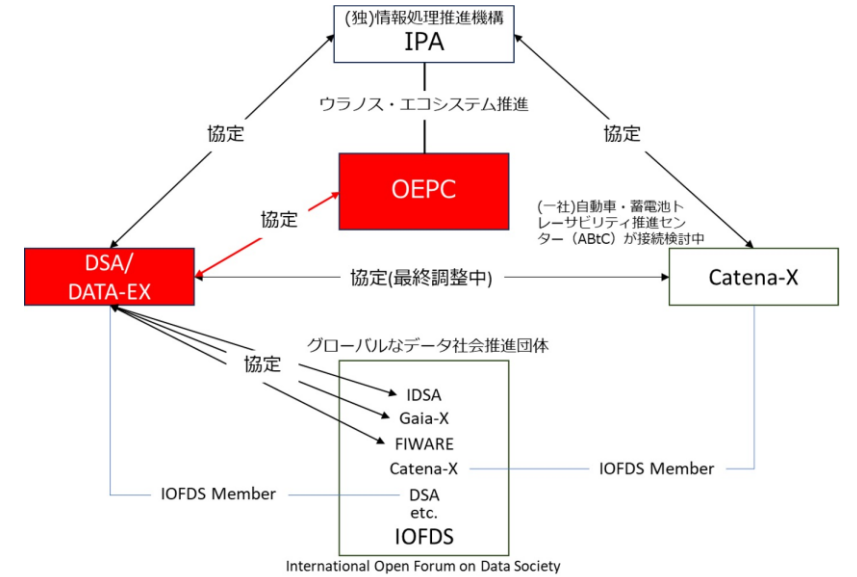 (独)情報処理推進機構
IPA
ウラノス・エコシステム推進
協定
協定
OEPC
協定
(一社)自動車・蓄電池ト
レーサビリティ推進セン
ター（ABtC）が接続検討中
DSA/
DATA-EX
協定(最終調整中)
Catena-X
グローバルなデータ社会推進団体
協定
IDSA
Gaia-X
FIWARE
Catena-X
IOFDS Member
IOFDS Member
DSA
etc.
IOFDS
International Open Forum on Data Society